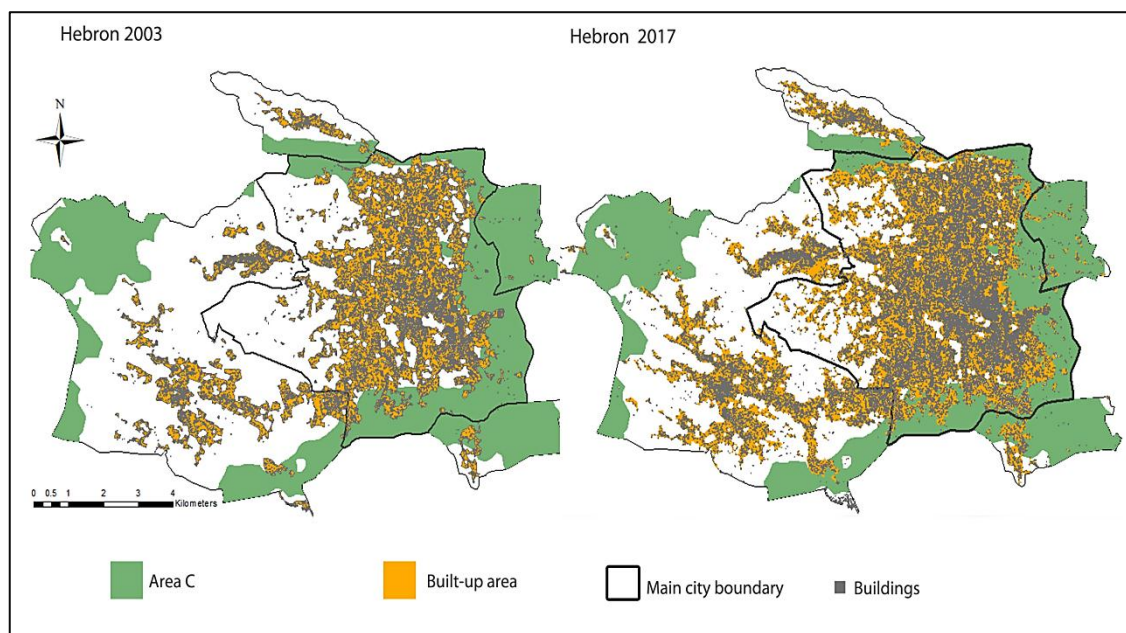 Hebron 2003
Hebron 2017
N
0 0.5 1 2 3 4
Kilometers
Area C
Built-up area
Main city boundary
Buildings